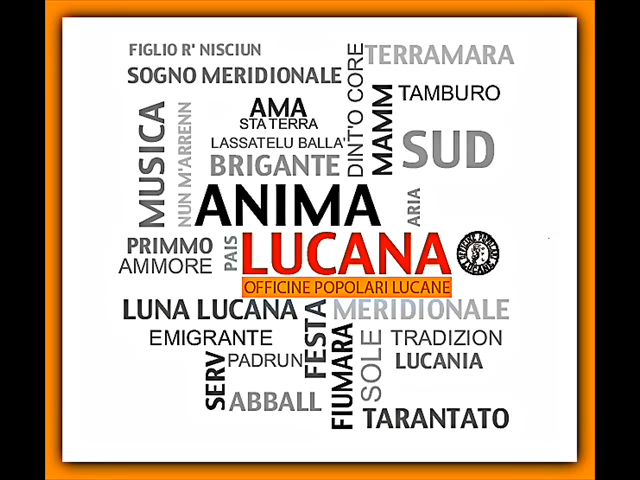 FIGLIO R' NISCIUN
TERRAMARA
SOGNO MERIDIONALE
DINT'O CORE
MAMM
TAMBURO
AMA
STA TERRA
MUSICA
NUN M'ARRENN
LASSATELU BALLA'
SUD
BRIGANTE
ANIMA
ARIA
PRIMMO
AMMORE
PAIS
LUCANA
OFFICINE POPOLARI LUCANE
LUNA LUCANA
FESTA
MERIDIONALE
EMIGRANTE
FIUMARA
SOLE
TRADIZION
SERV
PADRUN
LUCANIA
ABBALL
TARANTATO